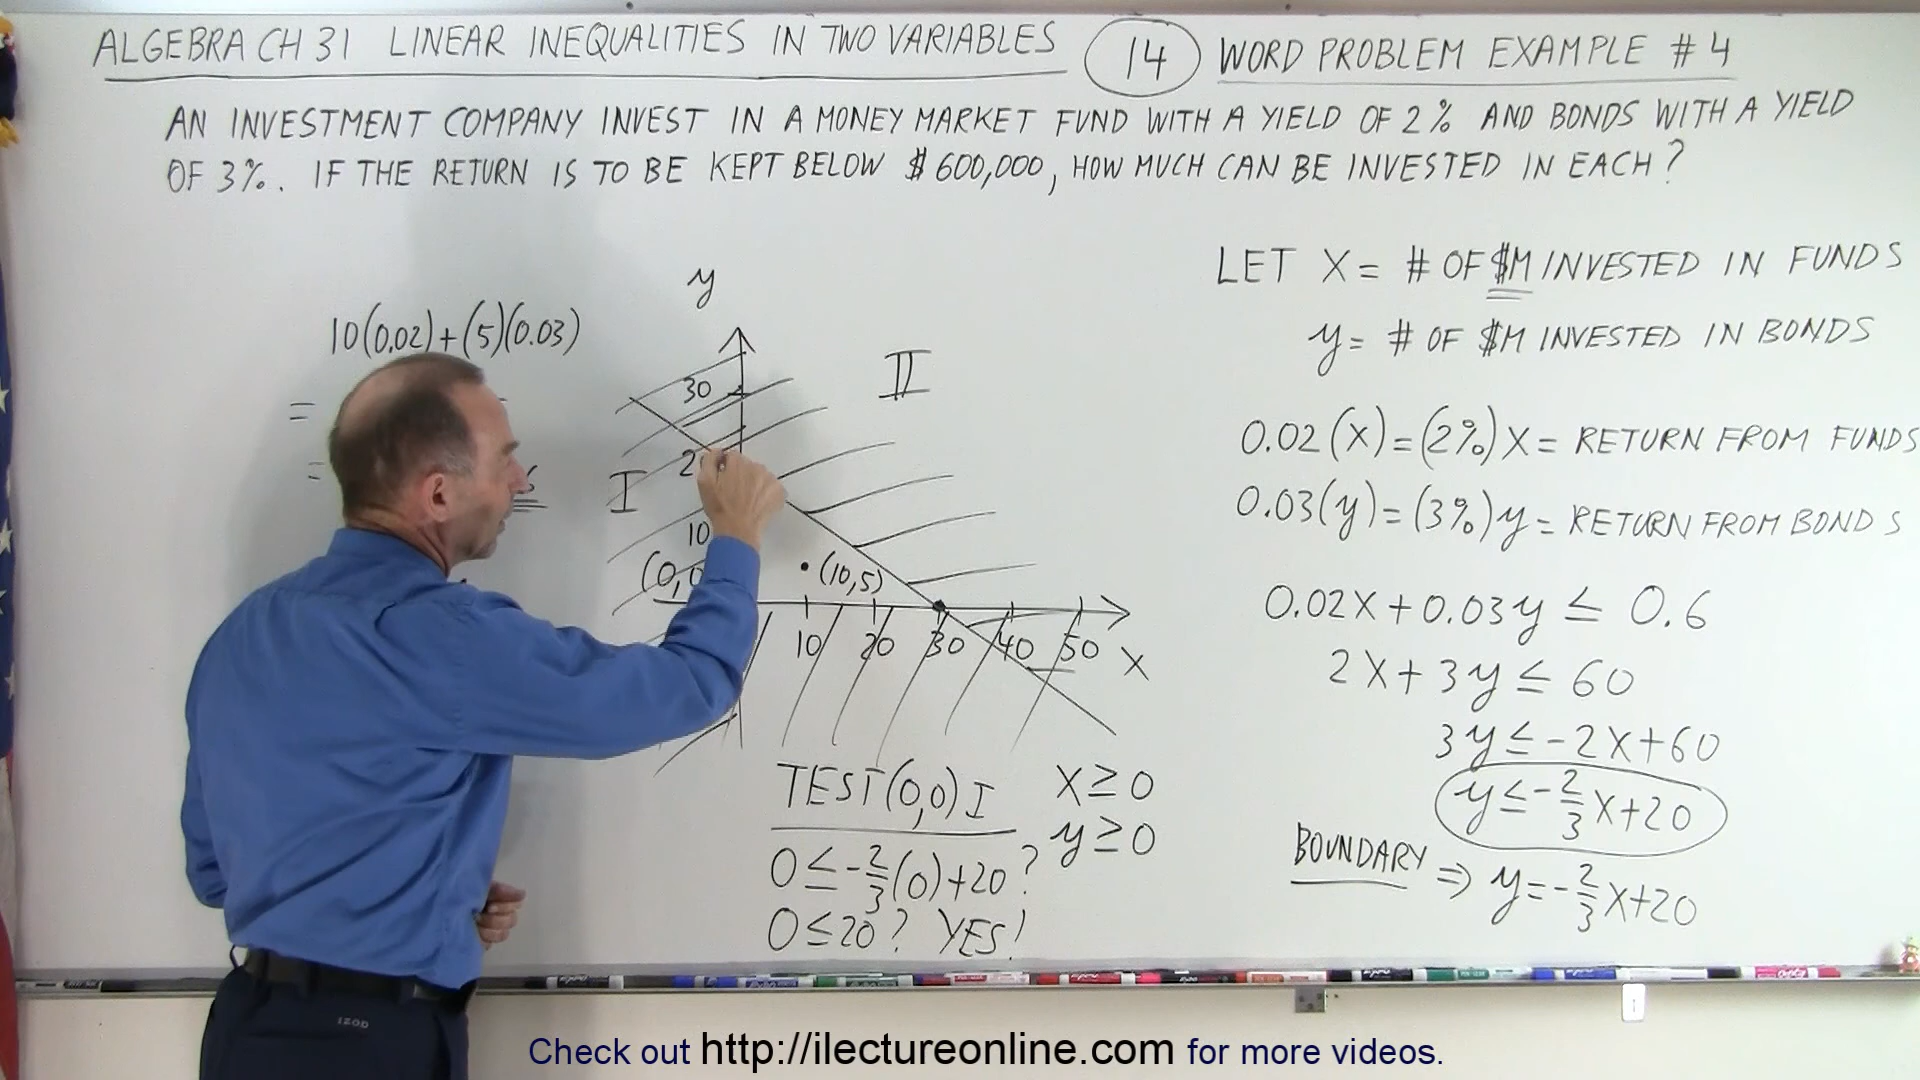 ALGEBRA CH 31 LINEAR INEQUALITIES IN TWO VARIABLES 14 WORD PROBLEM EXAMPLE # 4
AN INVESTMENT COMPANY INVEST IN A MONEY MARKET FUND WITH A YIELD OF 2% AND BONDS WITH A YIELD
OF 3%. IF THE RETURN IS TO BE KEPT BELOW $600,000, HOW MUCH CAN BE INVESTED IN EACH?
10(0.02)+(5)(0.03)
=
=
y
30
II
I
10
(0,0
•(10,5)
10 20 30 40 50 X
TEST(0,0) I
0 ≤ -2/3(0)+20?
0 ≤ 20? YES!
X ≥ 0
y ≥ 0
LET X = # OF $M INVESTED IN FUNDS
y = # OF $M INVESTED IN BONDS
0.02(X)=(2%)X = RETURN FROM FUNDS
0.03(y)=(3%)y = RETURN FROM BONDS
0.02X+0.03y ≤ 0.6
2X+3y ≤ 60
3y ≤ -2X+60
y ≤ -2/3X+20
BOUNDARY ⇒ y=-2/3X+20
IZOD
Check out http://ilectureonline.com for more videos.